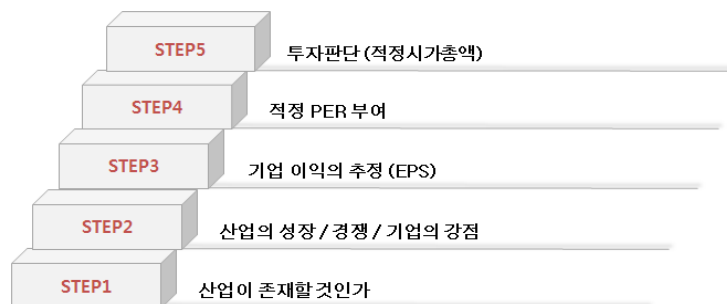 STEP5 투자판단 (적정시가총액)
STEP4 적정 PER 부여
STEP3 기업 이익의 추정 (EPS)
STEP2 산업의 성장 / 경쟁 / 기업의 강점
STEP1 산업이 존재할것인가